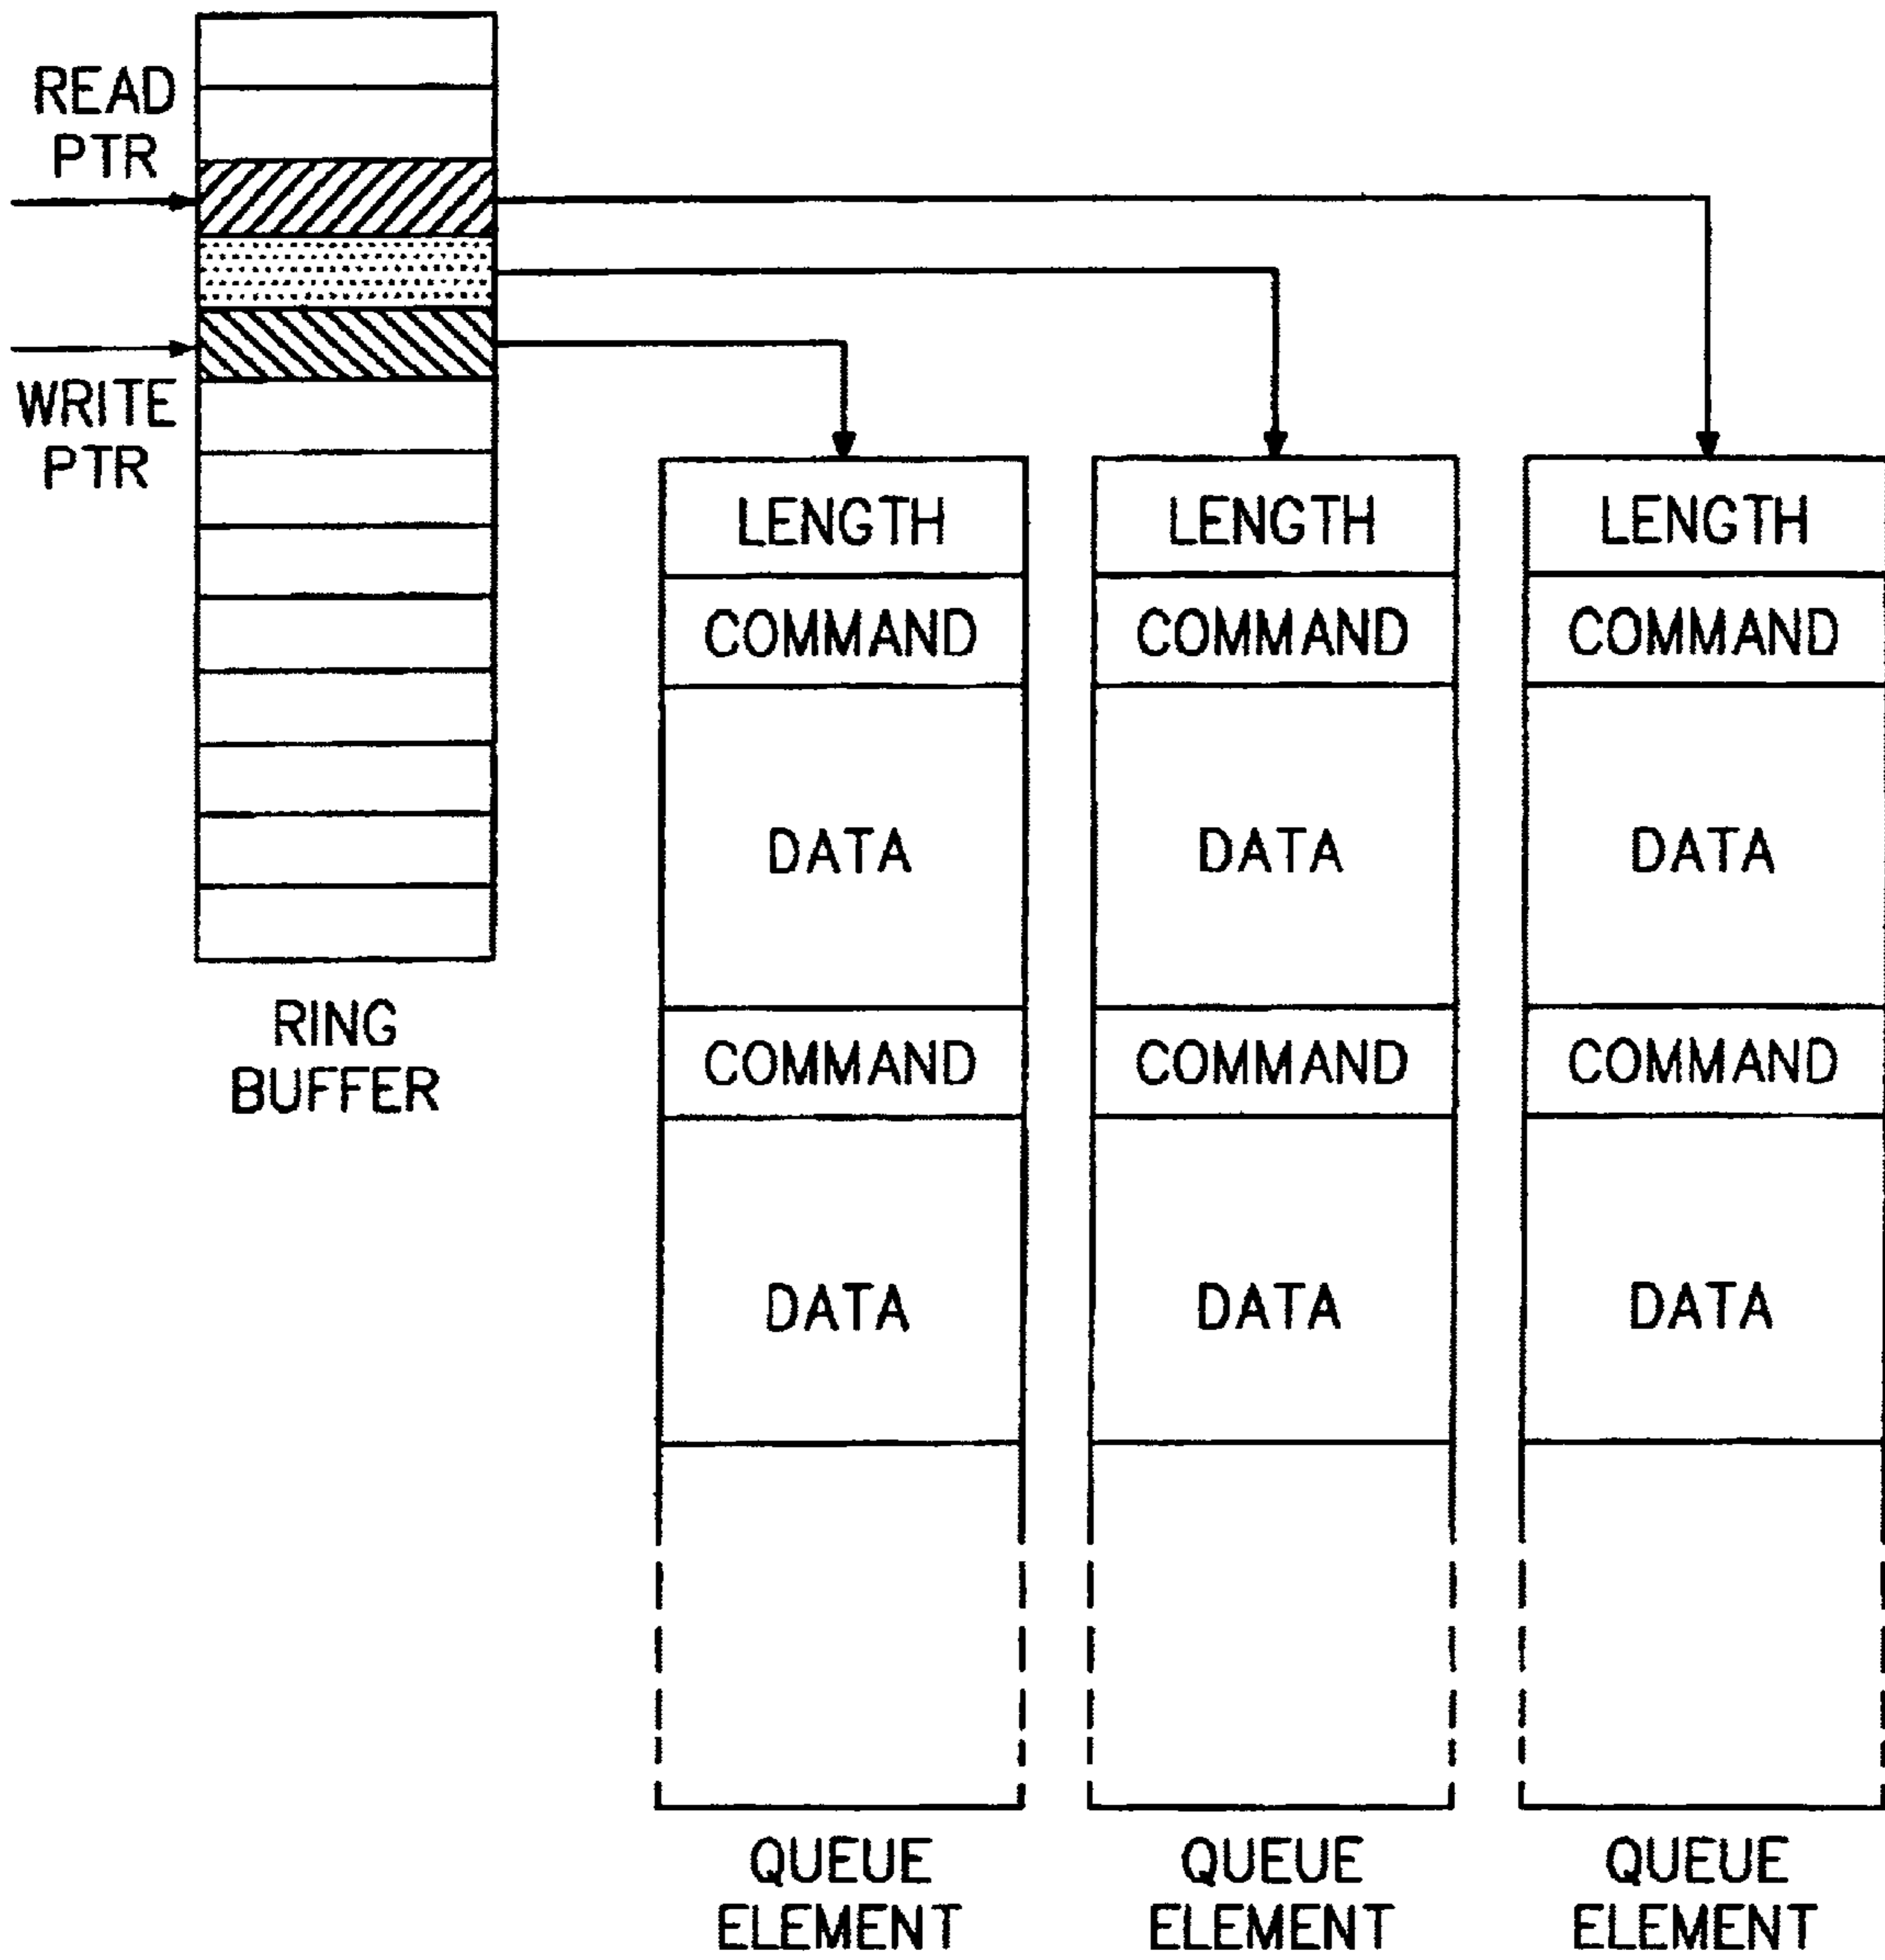 READ
PTR
WRITE
PTR
RING
BUFFER
LENGTH
COMMAND
DATA
COMMAND
DATA
QUEUE
ELEMENT
LENGTH
COMMAND
DATA
COMMAND
DATA
QUEUE
ELEMENT
LENGTH
COMMAND
DATA
COMMAND
DATA
QUEUE
ELEMENT